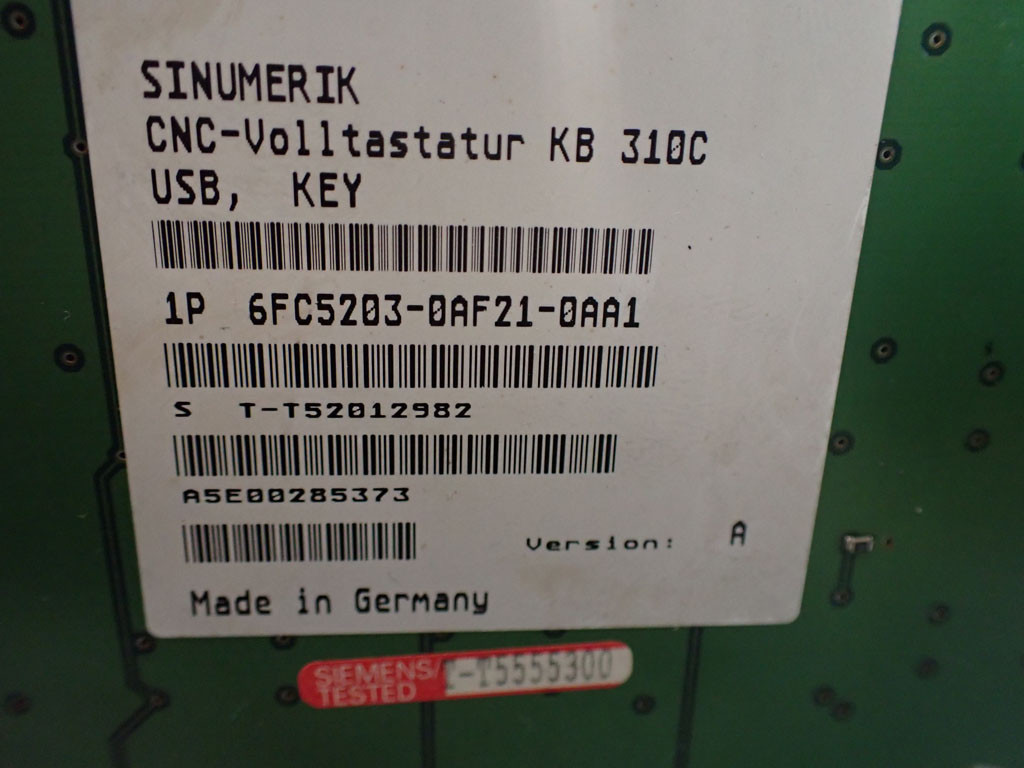 SINUMERIK
CNC-Volltastatur KB 310C
USB, KEY
1P 6FC5203-0AF21-0AA1
S T-T52012982
A5E00285373
Version: A
Made in Germany
SIEMENS/
TESTED
T-T5555300